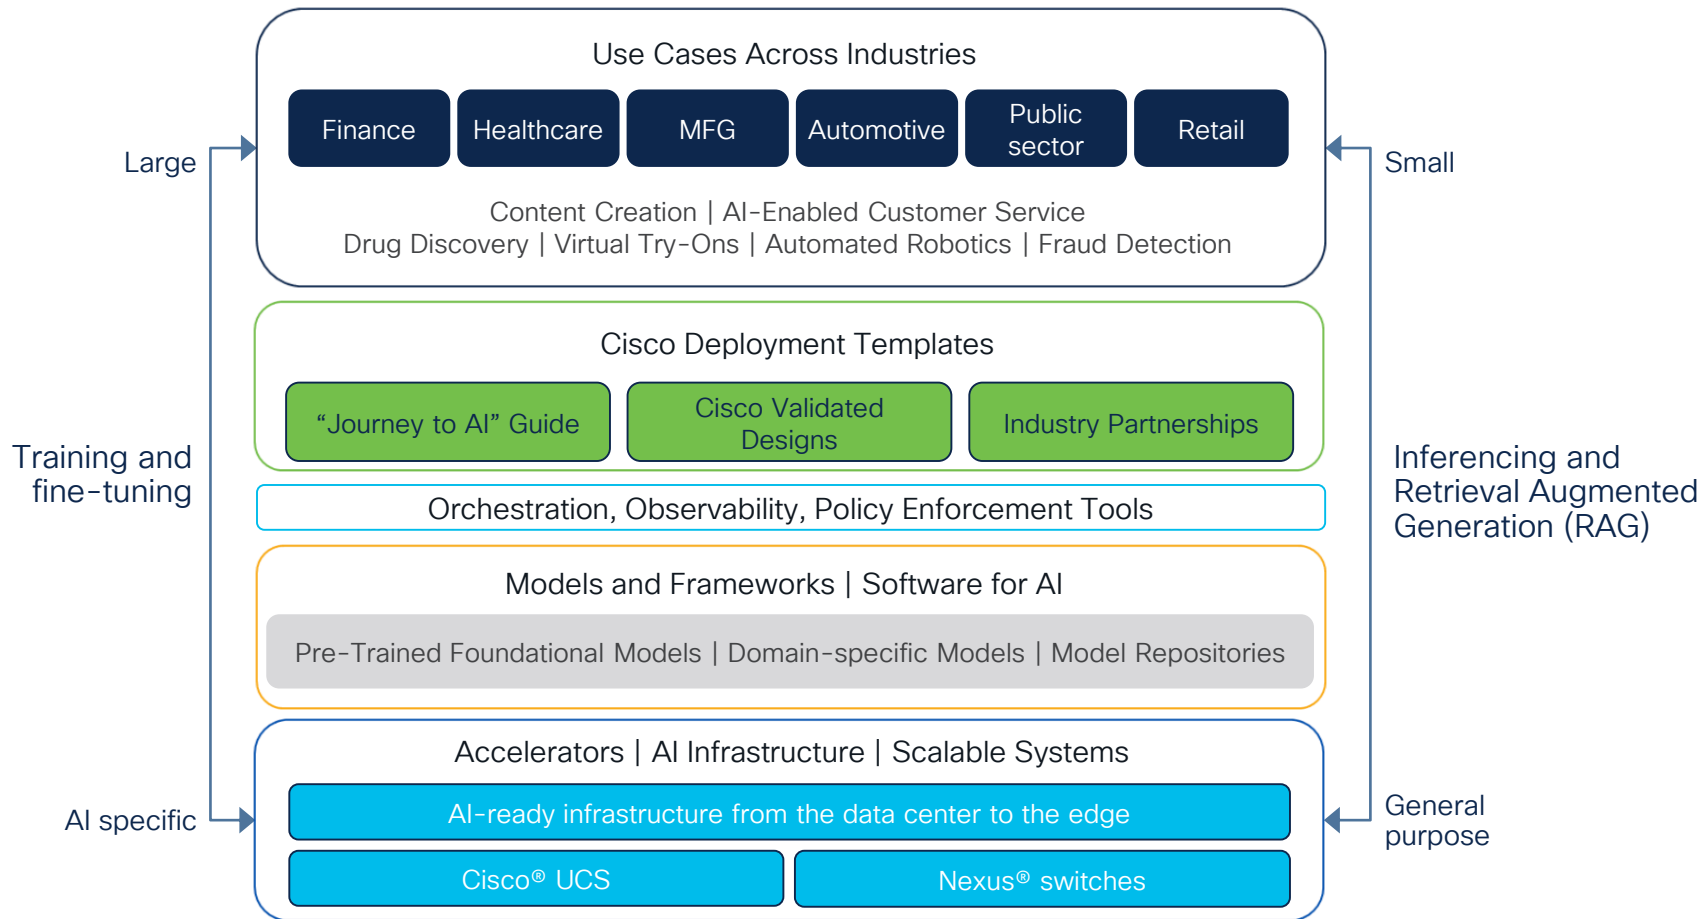 Use Cases Across Industries
Finance
Healthcare
MFG
Automotive
Public
sector
Retail
Large
Small
Content Creation | AI-Enabled Customer Service
Drug Discovery | Virtual Try-Ons | Automated Robotics | Fraud Detection
Cisco Deployment Templates
“Journey to AI” Guide
Cisco Validated
Designs
Industry Partnerships
Training and
fine-tuning
Inferencing and
Retrieval Augmented
Generation (RAG)
Orchestration, Observability, Policy Enforcement Tools
Models and Frameworks | Software for AI
Pre-Trained Foundational Models | Domain-specific Models | Model Repositories
Accelerators | AI Infrastructure | Scalable Systems
AI-ready infrastructure from the data center to the edge
AI specific
General
purpose
Cisco® UCS
Nexus® switches